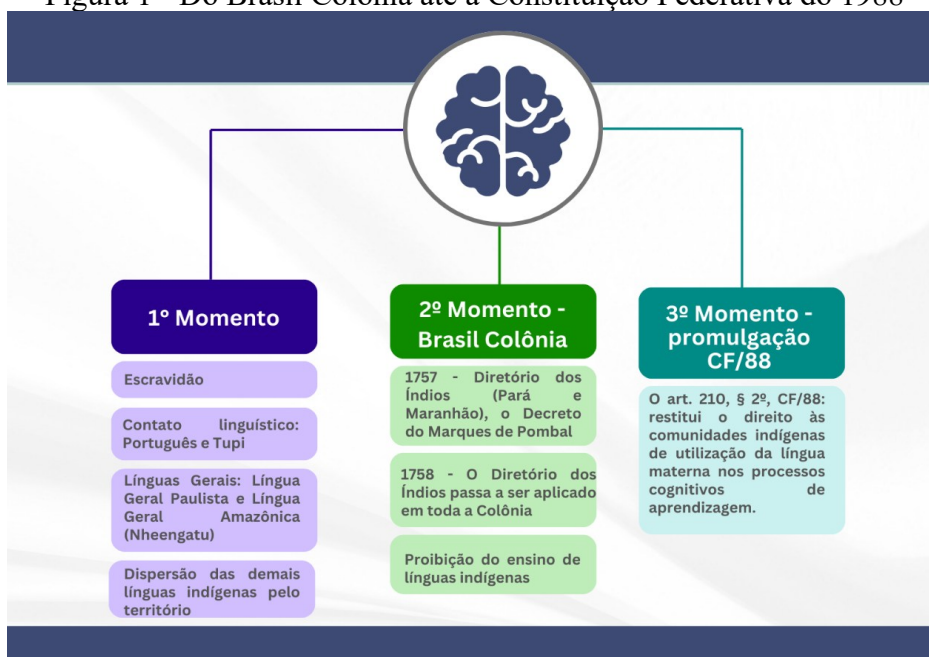 Figura 1 - Do Brasil Colônia até a Constituição Federativa do 1988
1º Momento
Escravidão
Contato linguístico:
Português e Tupi
Línguas Gerais: Língua
Geral Paulista e Língua
Geral Amazônica
(Nheengatu)
Dispersão das demais
línguas indígenas pelo
território
2º Momento -
Brasil Colônia
1757 - Diretório dos
Índios (Pará e
Maranhão), o Decreto
do Marques de Pombal
1758 - O Diretório dos
Índios passa a ser aplicado
em toda a Colônia
Proibição do ensino de
línguas indígenas
3º Momento -
promulgação
CF/88
O art. 210, § 2º, CF/88:
restitui o direito às
comunidades indígenas
de utilização da língua
materna nos processos
cognitivos de
aprendizagem.